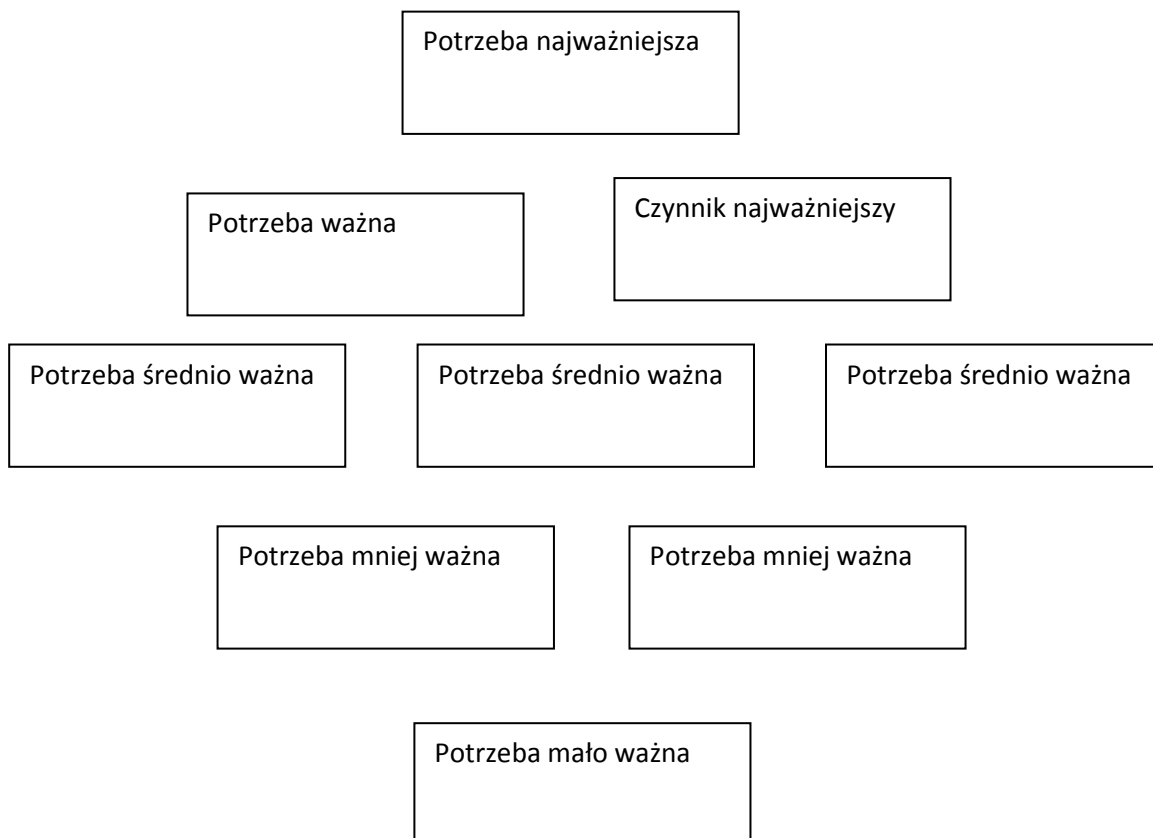 Potrzeba najważniejsza
Potrzeba ważna
Czynnik najważniejszy
Potrzeba średnio ważna
Potrzeba średnio ważna
Potrzeba średnio ważna
Potrzeba mniej ważna
Potrzeba mniej ważna
Potrzeba mało ważna